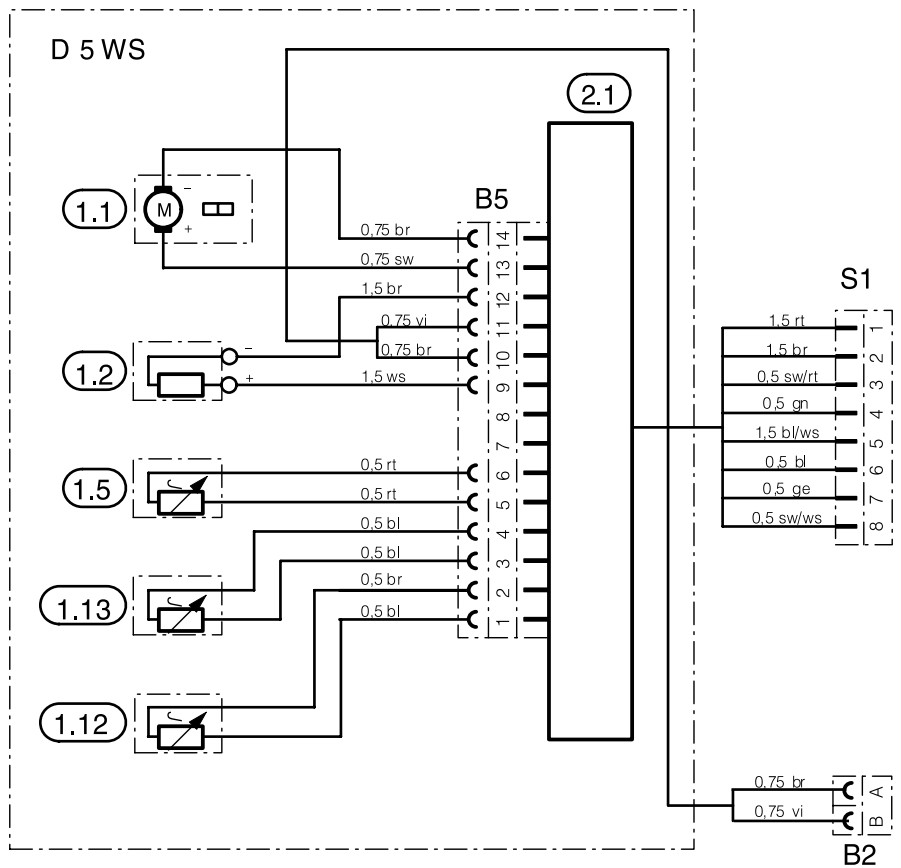 D 5 WS
2.1
1.1
M
−
+
B5
0,75 br
14
0,75 sw
13
1,5 br
12
0,75 vi
11
0,75 br
10
1.2
−
+
1,5 ws
9
8
7
1.5
0,5 rt
6
0,5 rt
5
0,5 bl
4
0,5 bl
3
1.13
0,5 br
2
0,5 bl
1
1.12
S1
1,5 rt
1
1,5 br
2
0,5 sw/rt
3
0,5 gn
4
1,5 bl/ws
5
0,5 bl
6
0,5 ge
7
0,5 sw/ws
8
0,75 br
A
0,75 vi
B
B2